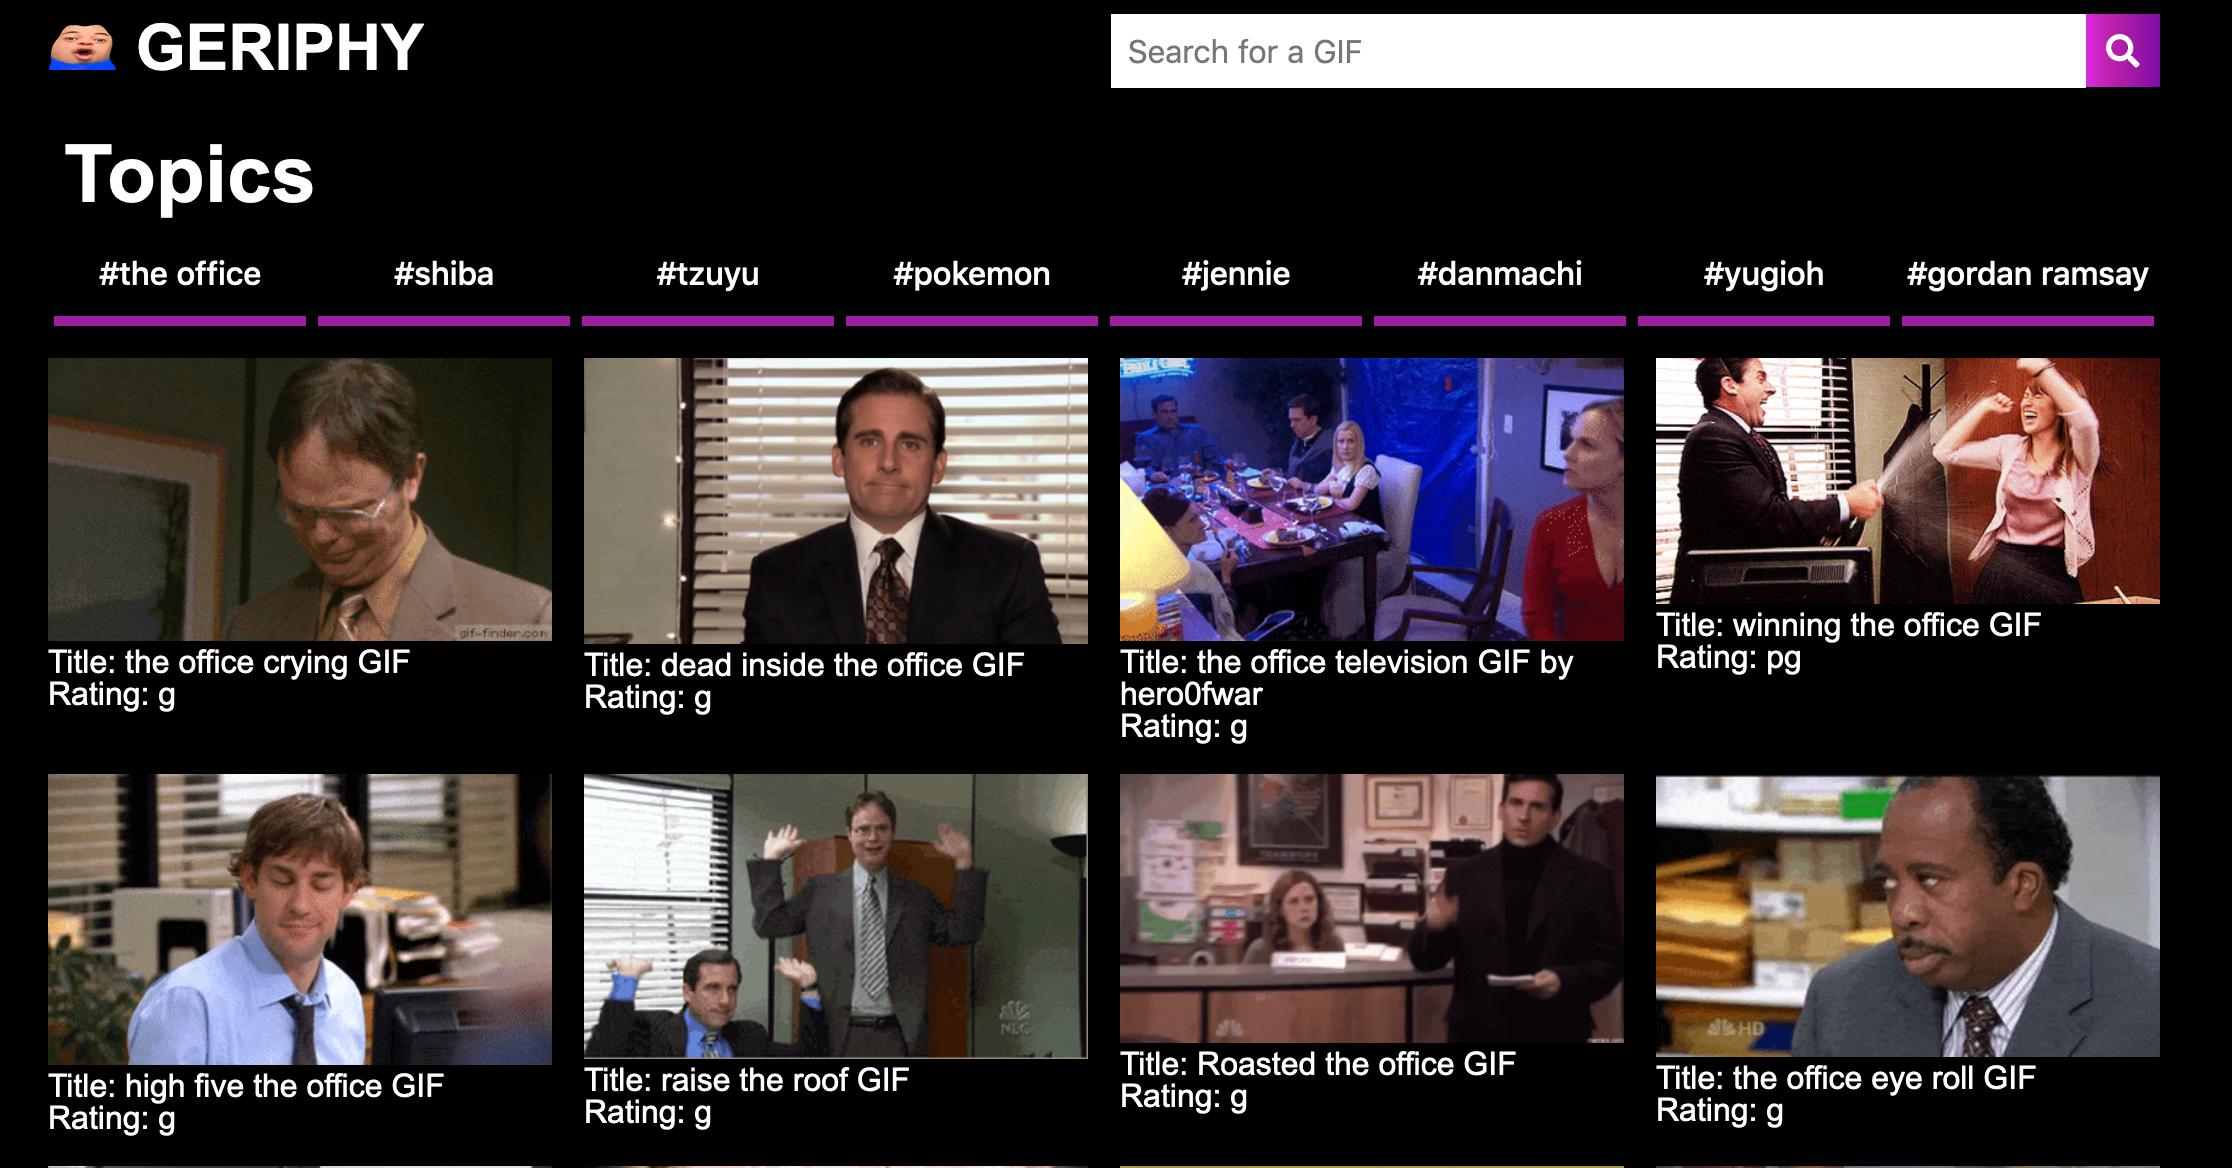 GERIPHY
Search for a GIF
Topics
#the office
#shiba
#tzuyu
#pokemon
#jennie
#danmachi
#yugioh
#gordan ramsay
gif-finder.com
Title: the office crying GIF
Rating: g
Title: dead inside the office GIF
Rating: g
Title: the office television GIF by
hero0fwar
Rating: g
Title: winning the office GIF
Rating: pg
Title: high five the office GIF
Rating: g
NBC
Title: raise the roof GIF
Rating: g
Title: Roasted the office GIF
Rating: g
HD
Title: the office eye roll GIF
Rating: g